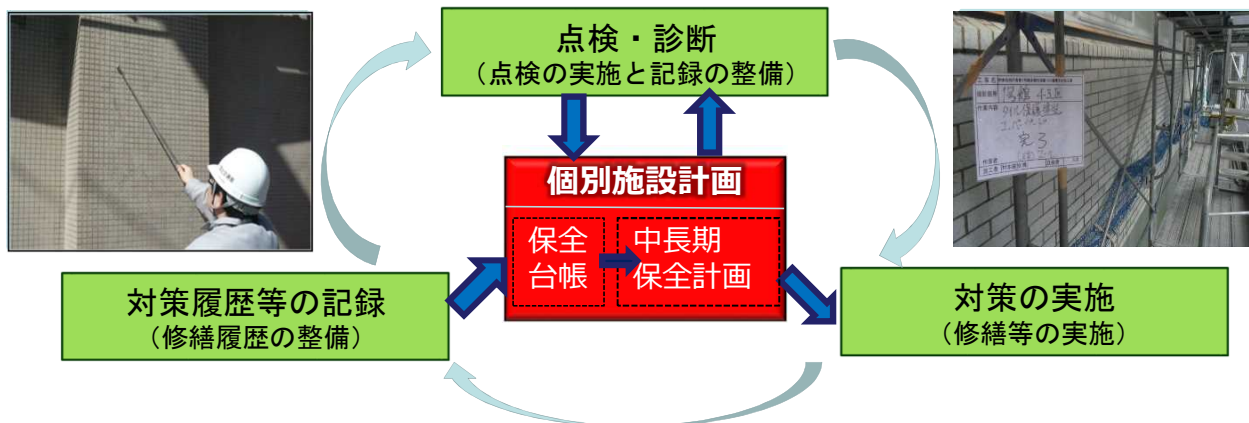 点検・診断
（点検の実施と記録の整備）
個別施設計画
保全
台帳
中長期
保全計画
対策履歴等の記録
（修繕履歴の整備）
対策の実施
（修繕等の実施）
完了